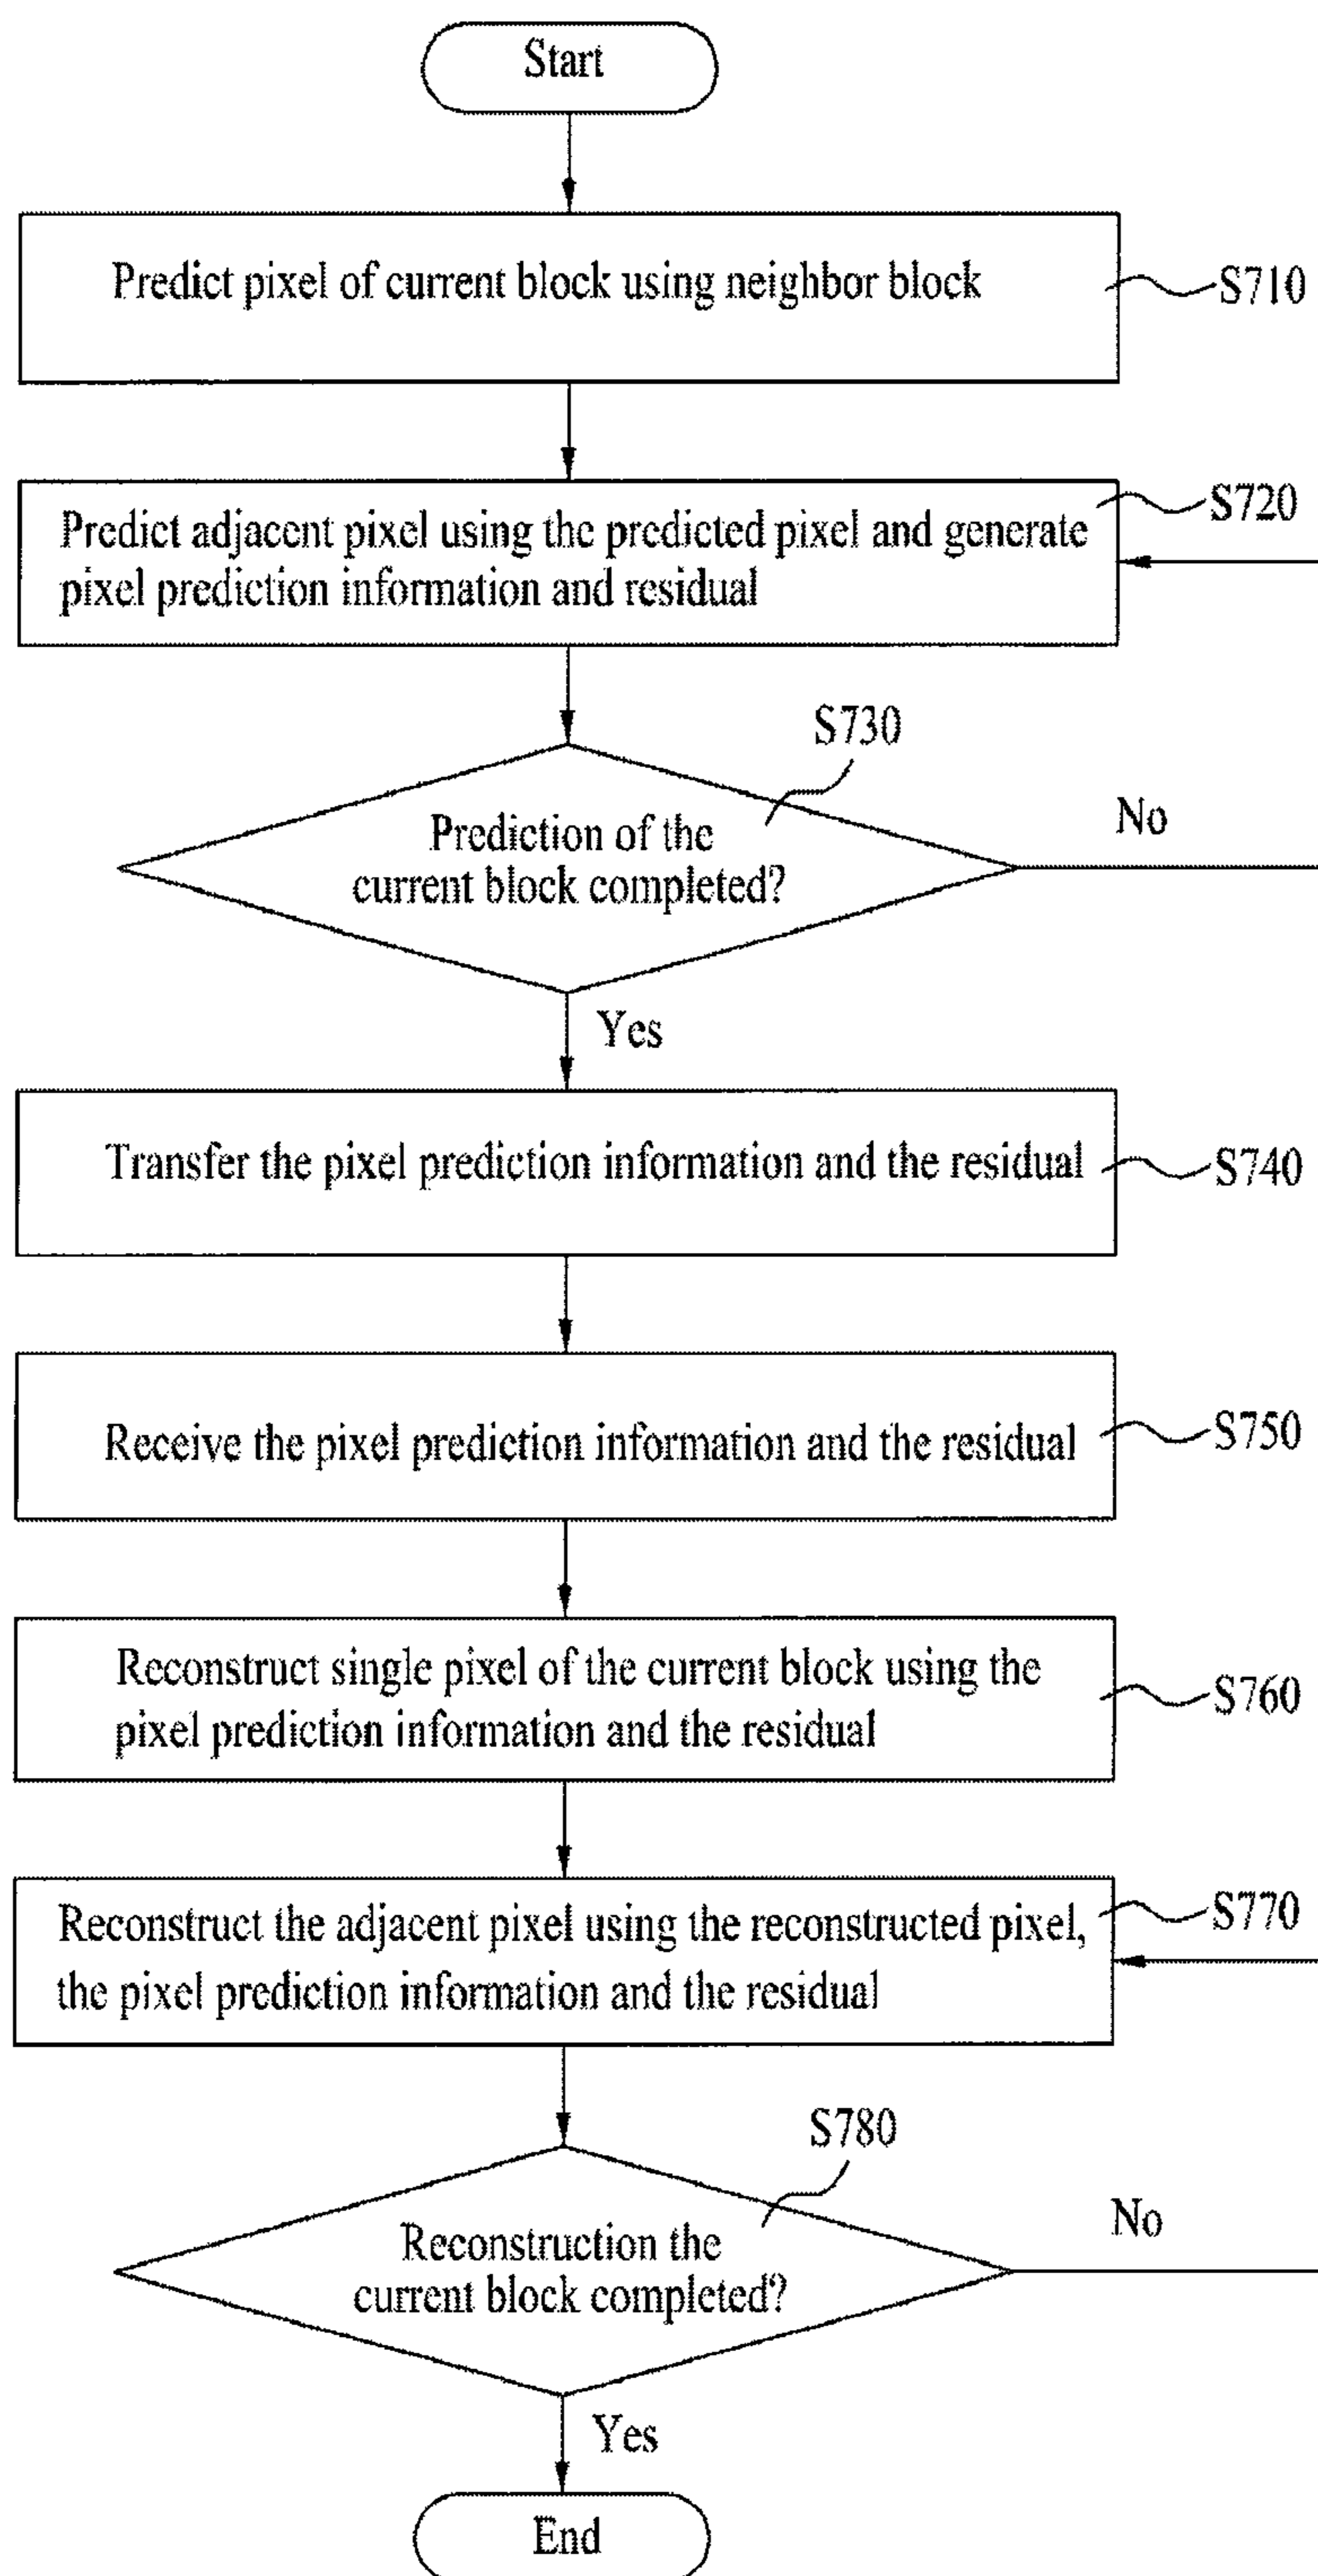 Start
Predict pixel of current block using neighbor block
S710
Predict adjacent pixel using the predicted pixel and generate
pixel prediction information and residual
S720
S730
Prediction of the
current block completed?
No
Yes
Transfer the pixel prediction information and the residual
S740
Receive the pixel prediction information and the residual
S750
Reconstruct single pixel of the current block using the
pixel prediction information and the residual
S760
Reconstruct the adjacent pixel using the reconstructed pixel,
the pixel prediction information and the residual
S770
S780
Reconstruction the
current block completed?
No
Yes
End